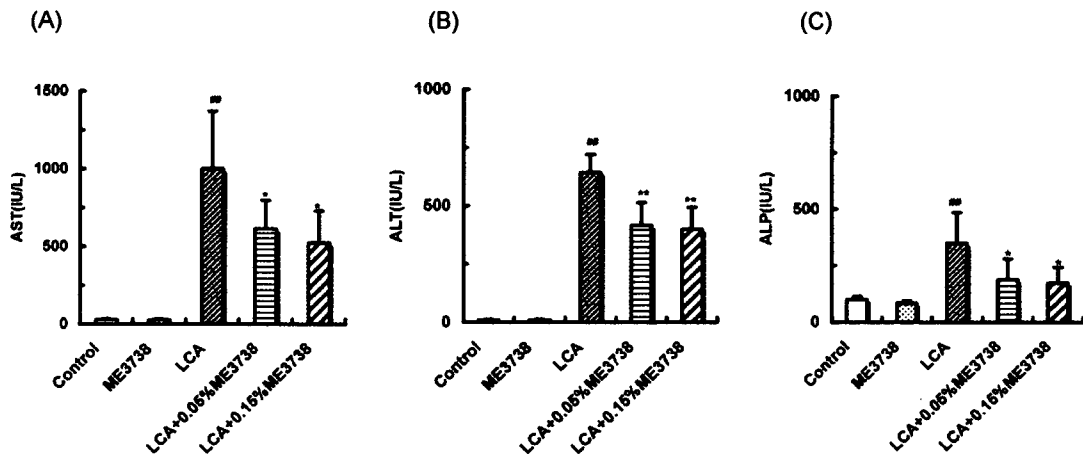 (A)
1500
1000
500
0
AST(IU/L)
##
*
*
Control
ME3738
LCA
LCA+0.05%ME3738
LCA+0.15%ME3738
(B)
1000
500
0
ALT(IU/L)
##
**
**
Control
ME3738
LCA
LCA+0.05%ME3738
LCA+0.15%ME3738
(C)
1000
500
0
ALP(IU/L)
##
*
*
Control
ME3738
LCA
LCA+0.05%ME3738
LCA+0.15%ME3738